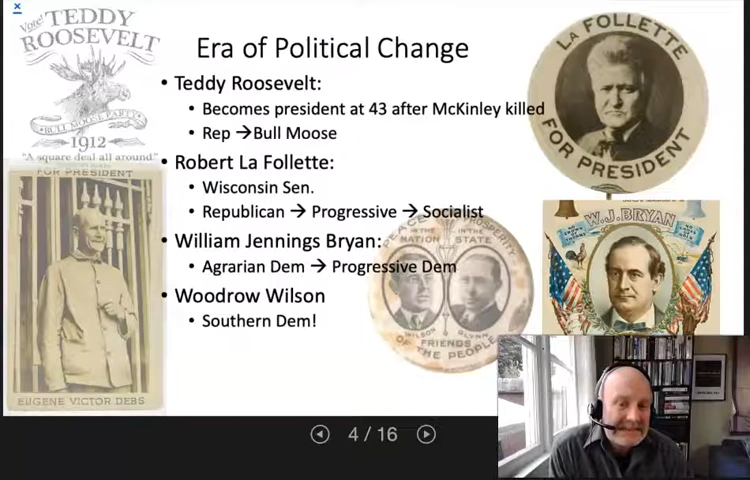 Vote!
TEDDY
ROOSEVELT
BULL MOOSE PARTY
1912
"A square deal all around."
FOR PRESIDENT
EUGENE VICTOR DEBS
Era of Political Change
• Teddy Roosevelt:
• Becomes president at 43 after McKinley killed
• Rep → Bull Moose
• Robert La Follette:
• Wisconsin Sen.
• Republican → Progressive → Socialist
• William Jennings Bryan:
• Agrarian Dem → Progressive Dem
• Woodrow Wilson
• Southern Dem!
LA FOLLETTE
FOR PRESIDENT
W.J. BRYAN
PEACE PROSPERITY
IN THE IN THE
NATION STATE
WILSON GLYNN
FRIENDS
OF THE PEOPLE
4 / 16